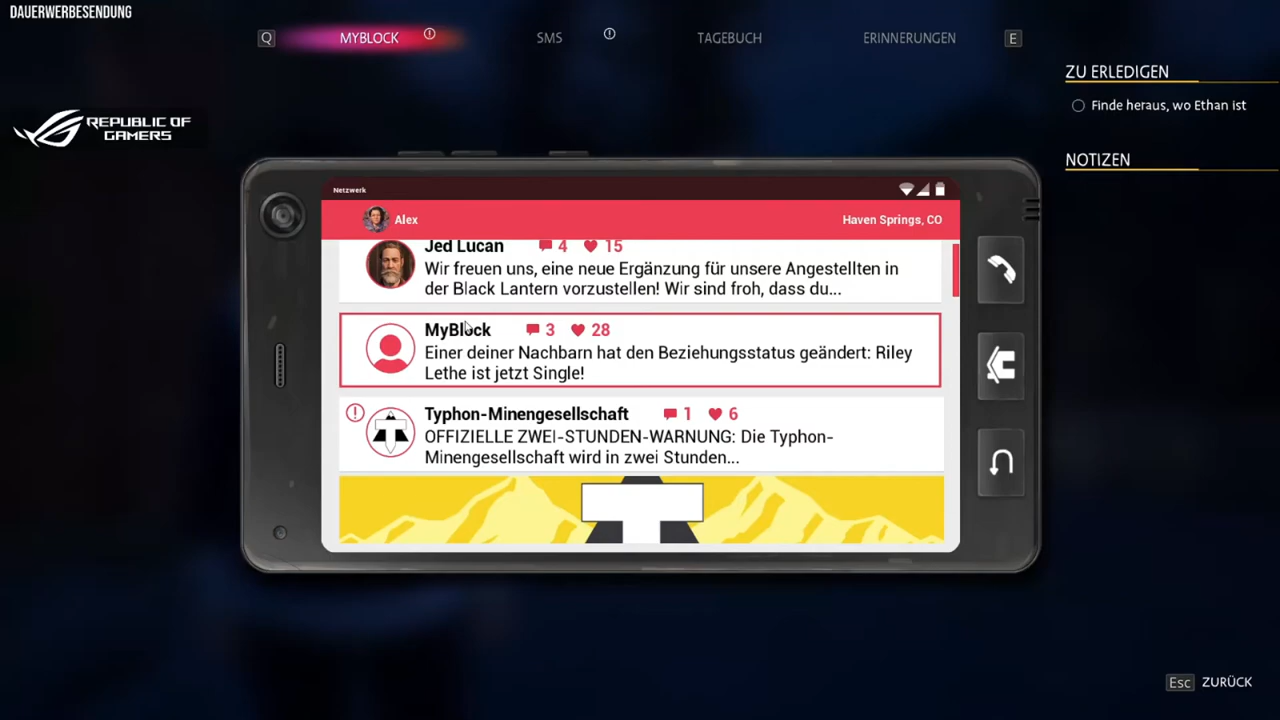 DAUERWERBESENDUNG
Q MYBLOCK SMS TAGEBUCH ERINNERUNGEN E
ZU ERLEDIGEN
Finde heraus, wo Ethan ist
NOTIZEN
REPUBLIC OF
GAMERS
Netzwerk
Alex Haven Springs, CO
Jed Lucan 4 15
Wir freuen uns, eine neue Ergänzung für unsere Angestellten in
der Black Lantern vorzustellen! Wir sind froh, dass du...
MyBlock 3 28
Einer deiner Nachbarn hat den Beziehungsstatus geändert: Riley
Lethe ist jetzt Single!
Typhon-Minengesellschaft 1 6
OFFIZIELLE ZWEI-STUNDEN-WARNUNG: Die Typhon-
Minengesellschaft wird in zwei Stunden...
Esc ZURÜCK